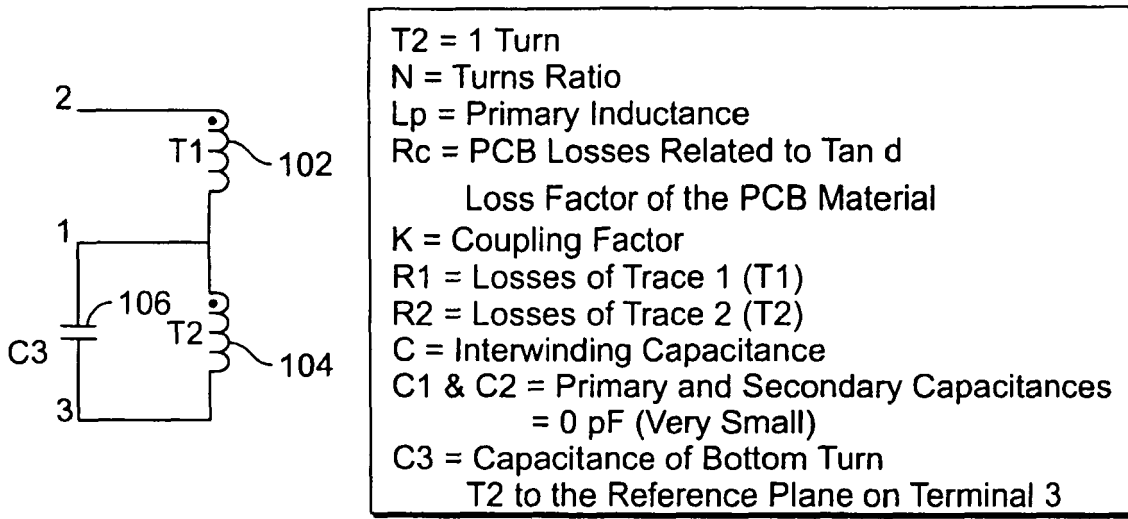 2
T1
102
1
106
C3
T2
104
3
T2 = 1 Turn
N = Turns Ratio
Lp = Primary Inductance
Rc = PCB Losses Related to Tan d
Loss Factor of the PCB Material
K = Coupling Factor
R1 = Losses of Trace 1 (T1)
R2 = Losses of Trace 2 (T2)
C = Interwinding Capacitance
C1 & C2 = Primary and Secondary Capacitances
= 0 pF (Very Small)
C3 = Capacitance of Bottom Turn
T2 to the Reference Plane on Terminal 3